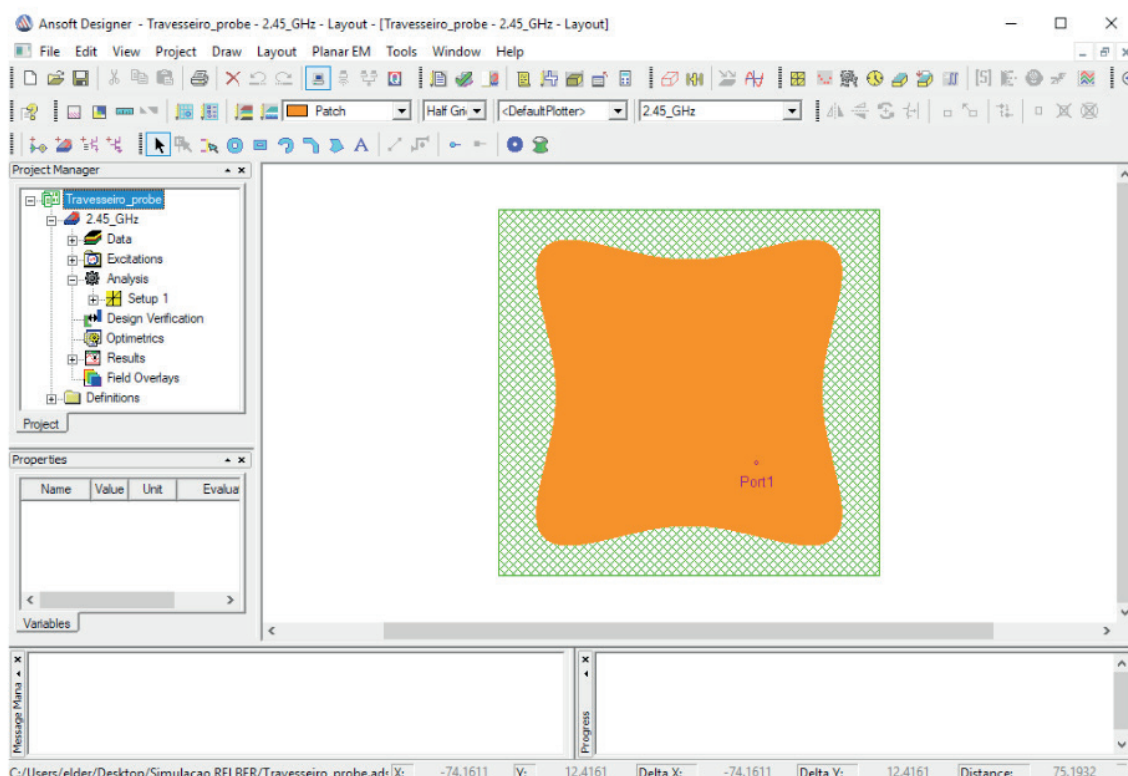 Ansoft Designer - Travesseiro_probe - 2.45_GHz - Layout - [Travesseiro_probe - 2.45_GHz - Layout]
File Edit View Project Draw Layout Planar EM Tools Window Help
Patch Half Gri <DefaultPlotter> 2.45_GHz
Project Manager
Travesseiro_probe
2.45_GHz
Data
Excitations
Analysis
Setup 1
Design Verification
Optimetrics
Results
Field Overlays
Definitions
Project
Properties
Name Value Unit Evalua
Variables
Port1
Message Mana
Progress
C:/Users/elder/Desktop/Simulacao RELBER/Travesseiro_probe.ads X: -74.1611 Y: 12.4161 Delta X: -74.1611 Delta Y: 12.4161 Distance: 75.1932